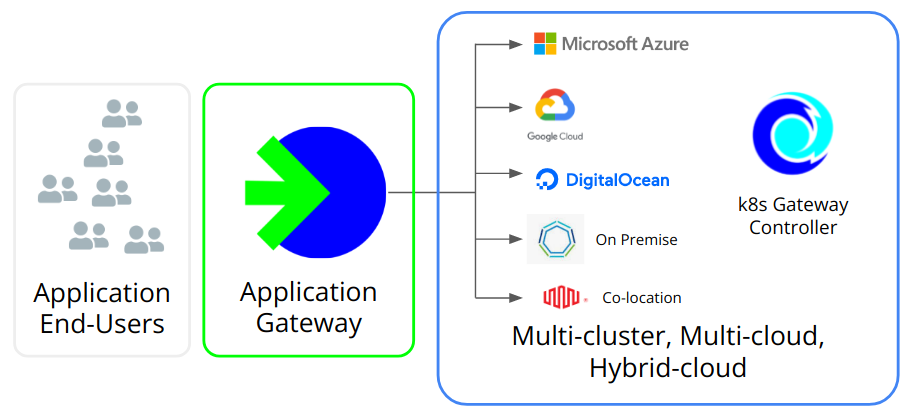 Application
End-Users
Application
Gateway
Microsoft Azure
Google Cloud
DigitalOcean
On Premise
Co-location
k8s Gateway
Controller
Multi-cluster, Multi-cloud,
Hybrid-cloud